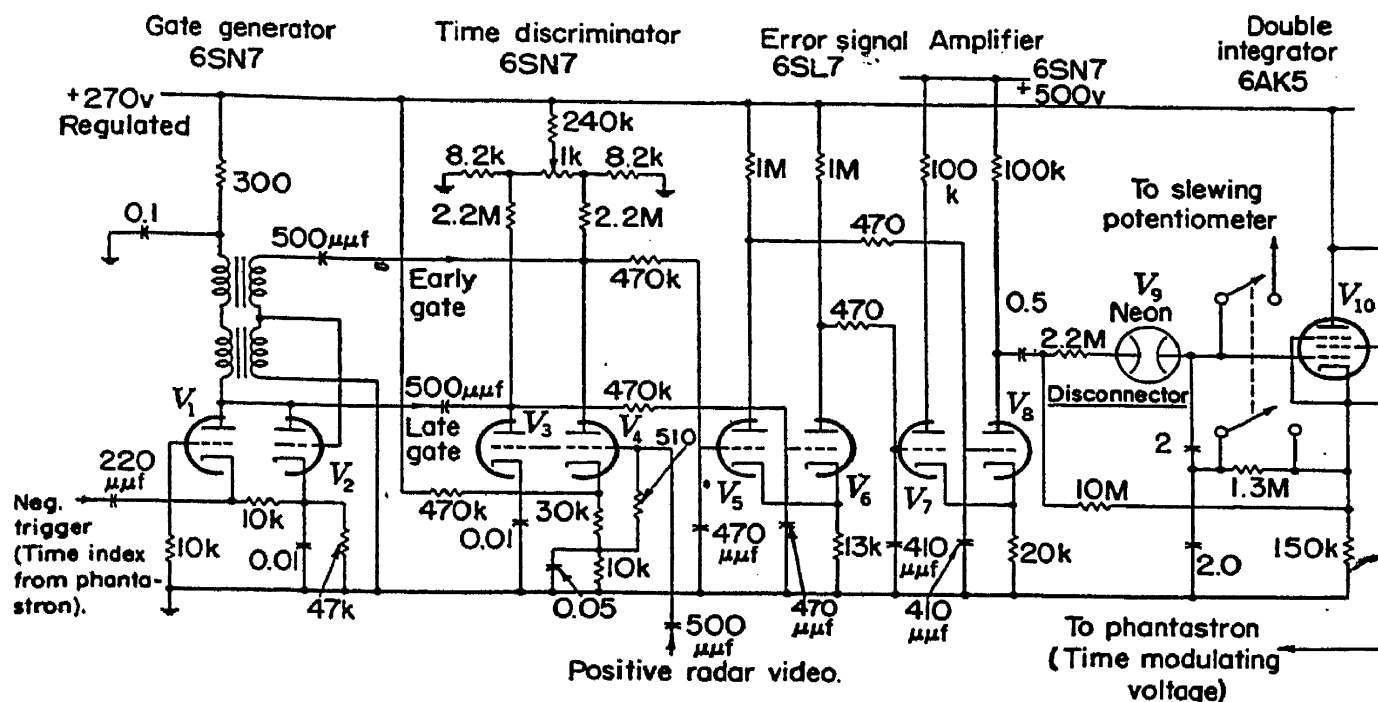 Gate generator
6SN7
Time discriminator
6SN7
Error signal Amplifier
6SL7
6SN7
+500v
Double
integrator
6AK5
+270v
Regulated
300
0.1
500μμf
240k
8.2k
1k
8.2k
2.2M
2.2M
Early
gate
470k
1M
1M
100
k
100k
470
470
To slewing
potentiometer
0.5
2.2M
V9
Neon
V10
Disconnector
500μμf
Late
gate
470k
V1
V2
V3
V4
510
V5
V6
V7
V8
220
μμf
Neg.
trigger
(Time index
from phanta-
stron).
10k
10k
0.01
47k
470k
30k
0.01
10k
0.05
500
μμf
Positive radar video.
470
μμf
13k
470
μμf
410
μμf
410
μμf
20k
2
10M
1.3M
2.0
150k
To phantastron
(Time modulating
voltage)